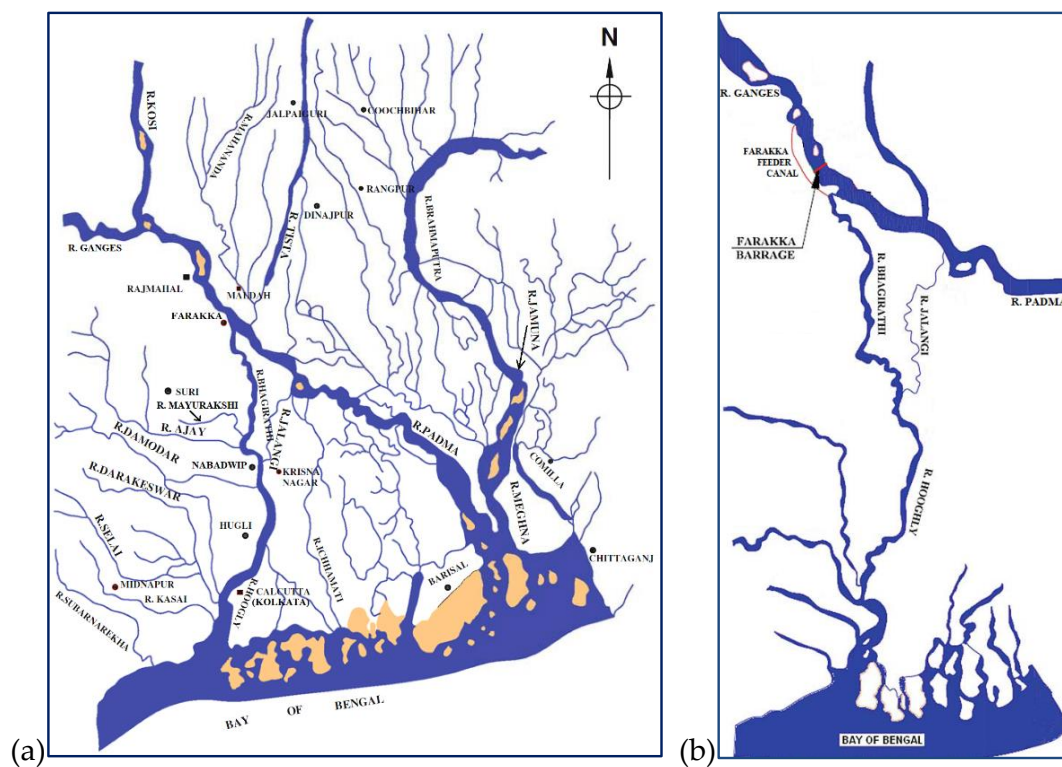 N
R.KOSI
R.MAHANANDA
JALPAIGURI
COOCHBIHAR
R. TISTA
RANGPUR
DINAJPUR
R.BRAHMAPUTRA
R. GANGES
RAJMAHAL
MALDAH
FARAKKA
R.JAMUNA
SURI
R. MAYURAKSHI
R. AJAY
R.BHAGIRATHI
R.JALANGI
R.PADMA
R.DAMODAR
NABADWIP
KRISNA
NAGAR
COMILLA
R.DARAKESWAR
R.MEGHNA
HUGLI
R.SELAI
R.ICHHAMATI
CHITTAGANJ
MIDNAPUR
R. KASAI
R.HOOGLY
CALCUTTA
(KOLKATA)
BARISAL
R.SUBARNAREKHA
BAY OF BENGAL
(a)
R. GANGES
FARAKKA
FEEDER
CANAL
FARAKKA
BARRAGE
R. BHAGIRATHI
R. JALANGI
R. PADMA
R. HOOGHLY
BAY OF BENGAL
(b)